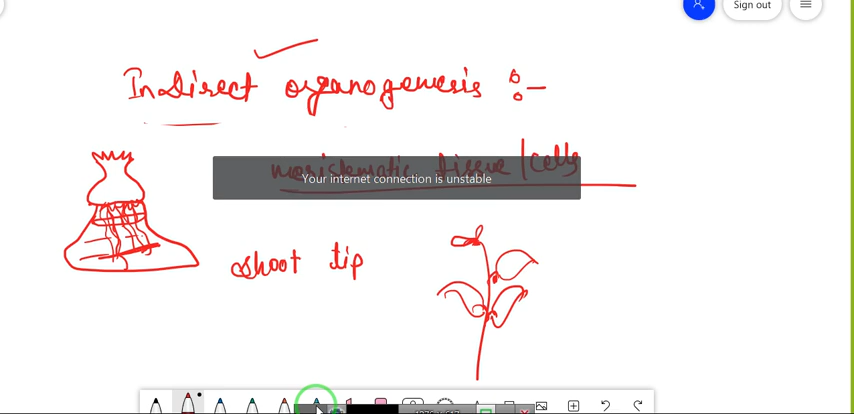 Sign out
Indirect organogenesis :-
meristematic tissue/cells
Your internet connection is unstable
shoot tip